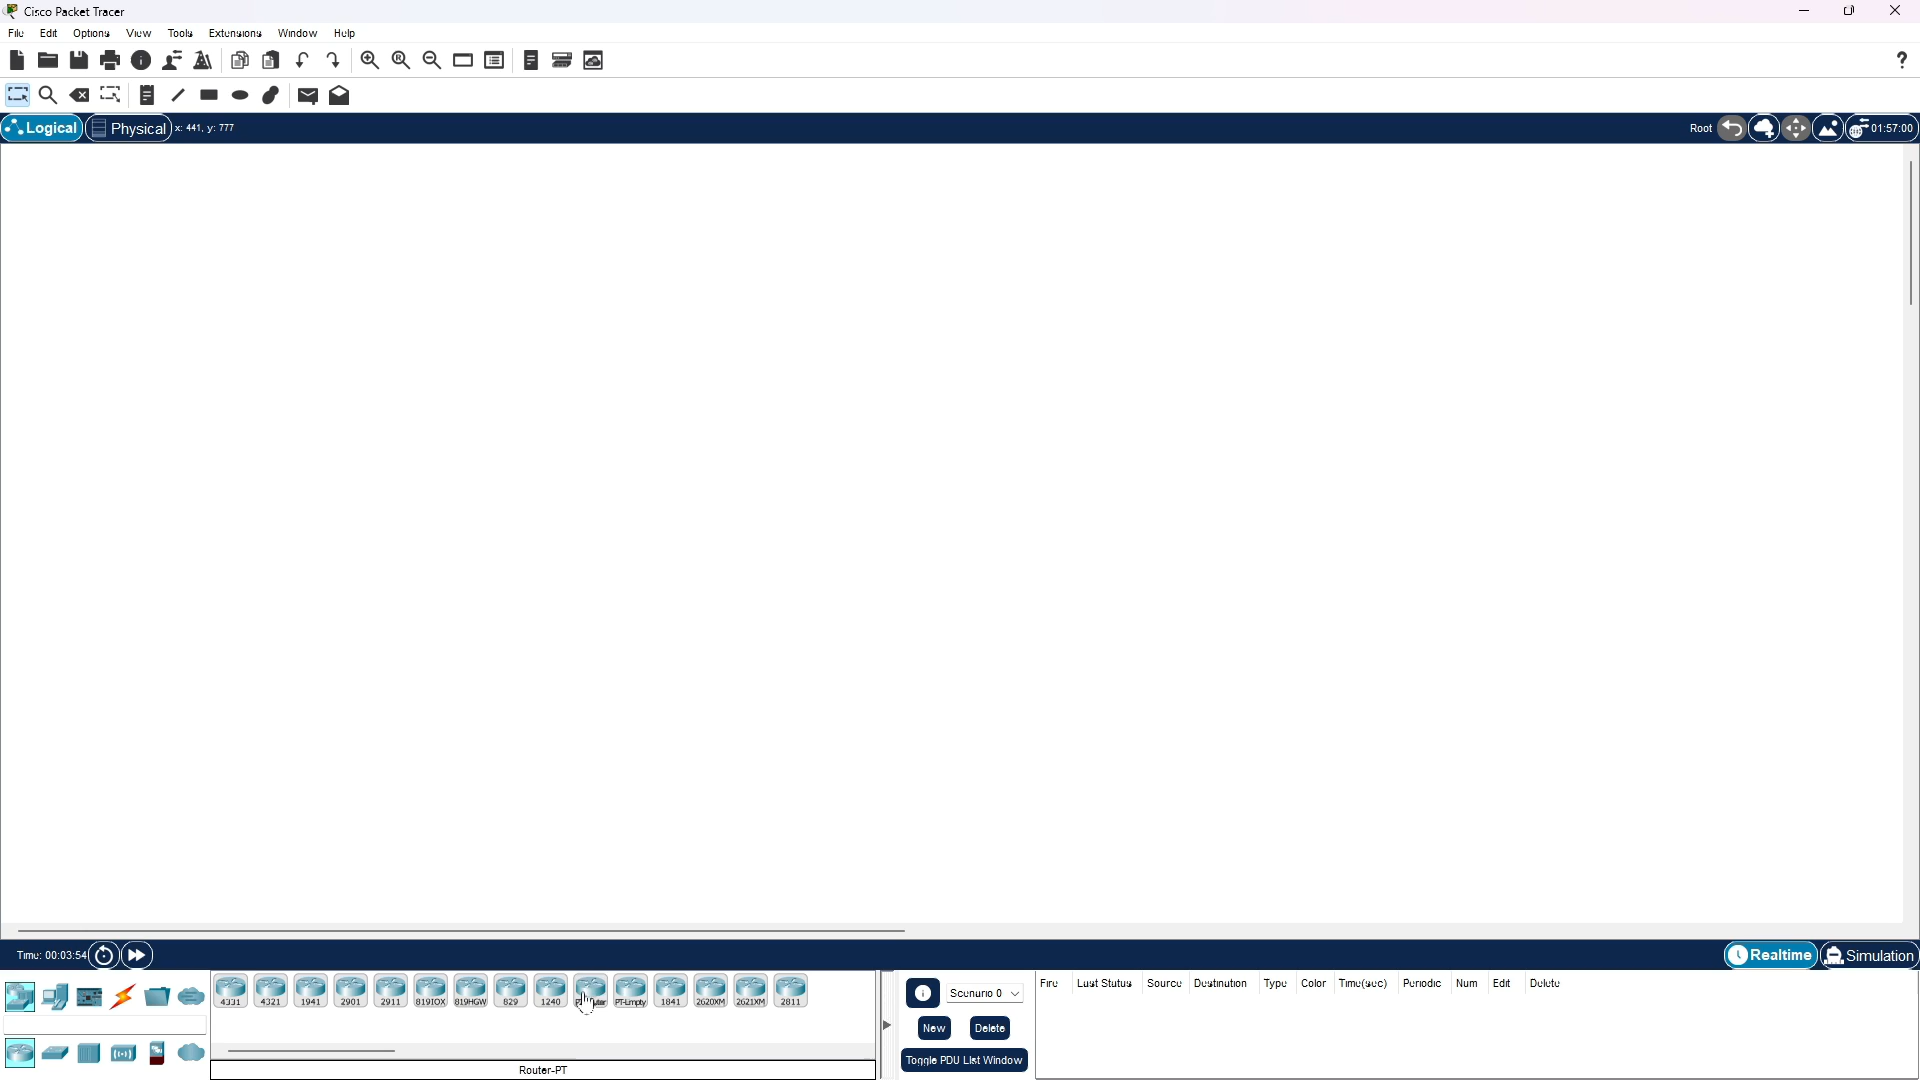 Cisco Packet Tracer
File Edit Options View Tools Extensions Window Help
Logical Physical x: 441, y: 777 Root 01:57:00
Time: 00:03:54 Realtime Simulation
4331 4321 1941 2901 2911 819IOX 819HGW 829 1240 PT-Empty 1841 2620XM 2621XM 2811
Scenario 0 Fire Last Status Source Destination Type Color Time(sec) Periodic Num Edit Delete
New Delete
Toggle PDU List Window
Router-PT